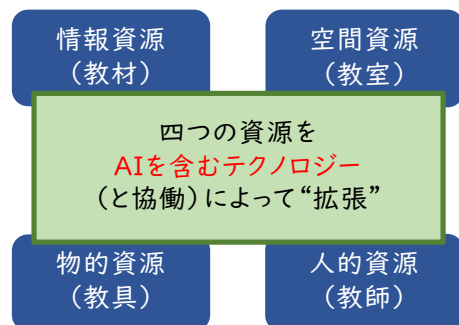 情報資源
(教材)
空間資源
(教室)
四つの資源を
AIを含むテクノロジー
(と協働)によって“拡張”
物的資源
(教具)
人的資源
(教師)